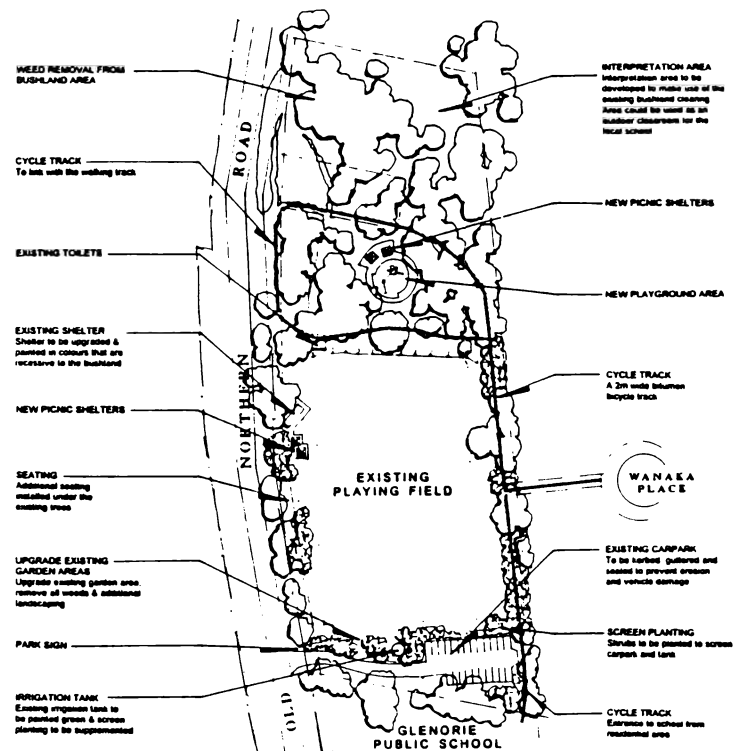 WEED REMOVAL FROM
BUSHLAND AREA
CYCLE TRACK
To link with the walking track
EXISTING TOILETS
EXISTING SHELTER
Shelter to be upgraded &
painted in colours that are
recessive to the bushland
NEW PICNIC SHELTERS
SEATING
Additional seating
installed under the
existing trees
UPGRADE EXISTING
GARDEN AREAS
Upgrade existing garden area,
remove all weeds & additional
landscaping
PARK SIGN
IRRIGATION TANK
Existing irrigation tank to
be painted green & screen
planting to be supplemented
OLD NORTHERN ROAD
EXISTING
PLAYING FIELD
GLENORIE
PUBLIC SCHOOL
INTERPRETATION AREA
Interpretation area to be
developed to make use of the
existing bushland clearing
Area could be used as an
outdoor classroom for the
local school
NEW PICNIC SHELTERS
NEW PLAYGROUND AREA
CYCLE TRACK
A 2m wide bitumen
bicycle track
WANAKA
PLACE
EXISTING CARPARK
To be kerbed, guttered and
sealed to prevent erosion
and vehicle damage
SCREEN PLANTING
Shrubs to be planted to screen
carpark and tank
CYCLE TRACK
Entrance to school from
residential area